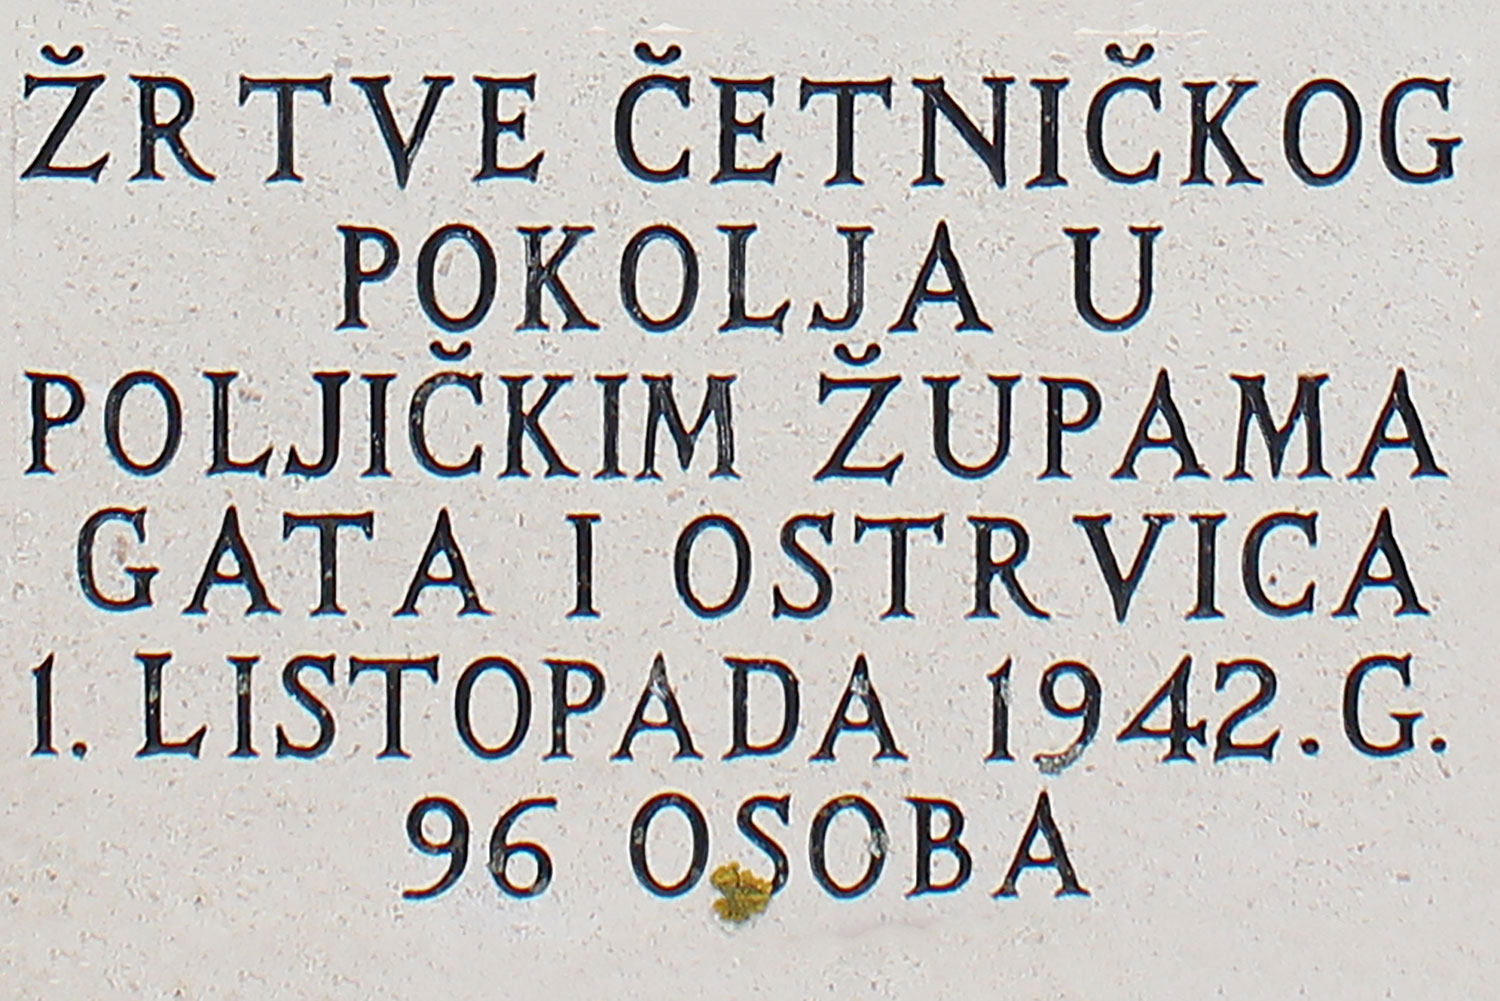 ŽRTVE ČETNIČKOG
POKOLJA U
POLJIČKIM ŽUPAMA
GATA I OSTRVICA
1. LISTOPADA 1942.G.
96 OSOBA